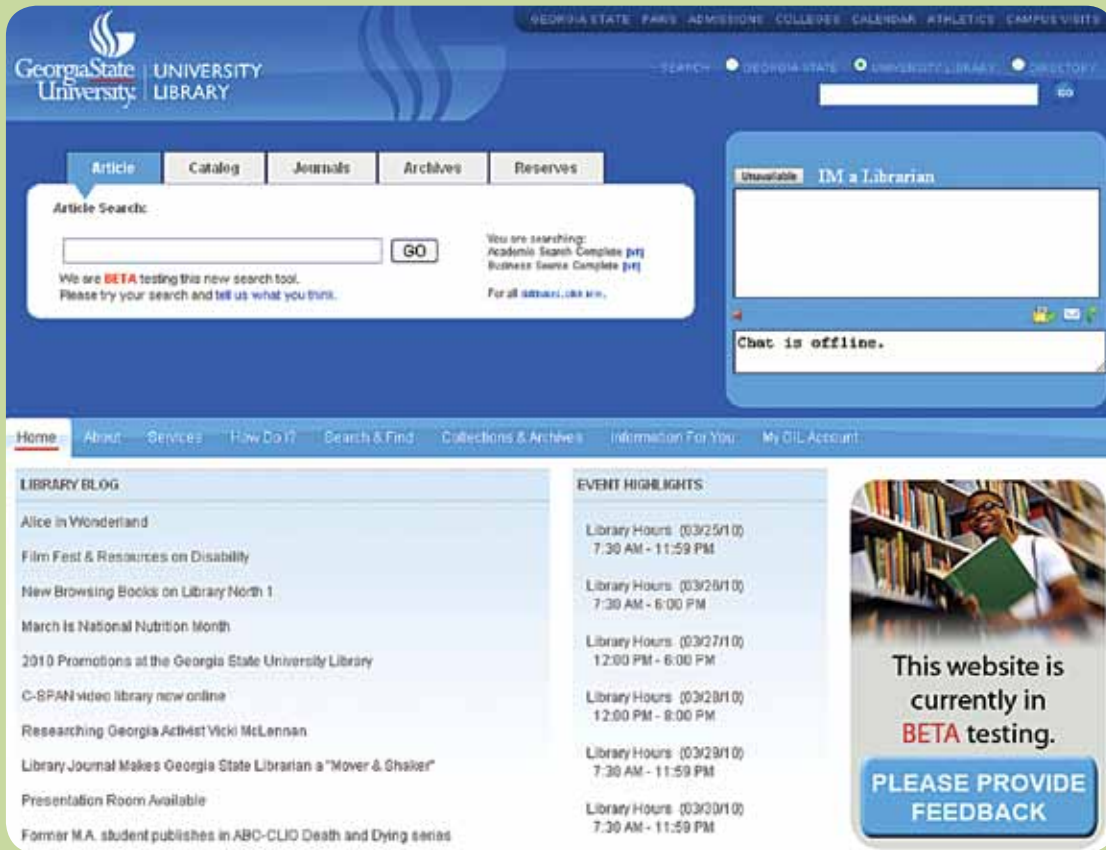 GEORGIA STATE PAWS ADMISSIONS COLLEGES CALENDAR ATHLETICS CAMPUS VISITS
GeorgiaState University
UNIVERSITY LIBRARY
SEARCH GEORGIA STATE UNIVERSITY LIBRARY DIRECTORY
GO
Article Catalog Journals Archives Reserves
Article Search:
GO
You are searching:
Academic Search Complete
Business Source Complete
For all
We are BETA testing this new search tool.
Please try your search and tell us what you think.
Unavailable IM a Librarian
Chat is offline.
Home About Services How Do I? Search & Find Collections & Archives Information For You My GIL Account
LIBRARY BLOG
Alice in Wonderland
Film Fest & Resources on Disability
New Browsing Books on Library North 1
March is National Nutrition Month
2010 Promotions at the Georgia State University Library
C-SPAN video library now online
Researching Georgia Activist Vicki McLennan
Library Journal Makes Georgia State Librarian a "Mover & Shaker"
Presentation Room Available
Former M.A. student publishes in ABC-CLIO Death and Dying series
EVENT HIGHLIGHTS
Library Hours (03/25/10)
7:30 AM - 11:59 PM
Library Hours (03/26/10)
7:30 AM - 6:00 PM
Library Hours (03/27/10)
12:00 PM - 6:00 PM
Library Hours (03/28/10)
12:00 PM - 8:00 PM
Library Hours (03/29/10)
7:30 AM - 11:59 PM
Library Hours (03/30/10)
7:30 AM - 11:59 PM
This website is
currently in
BETA testing.
PLEASE PROVIDE
FEEDBACK